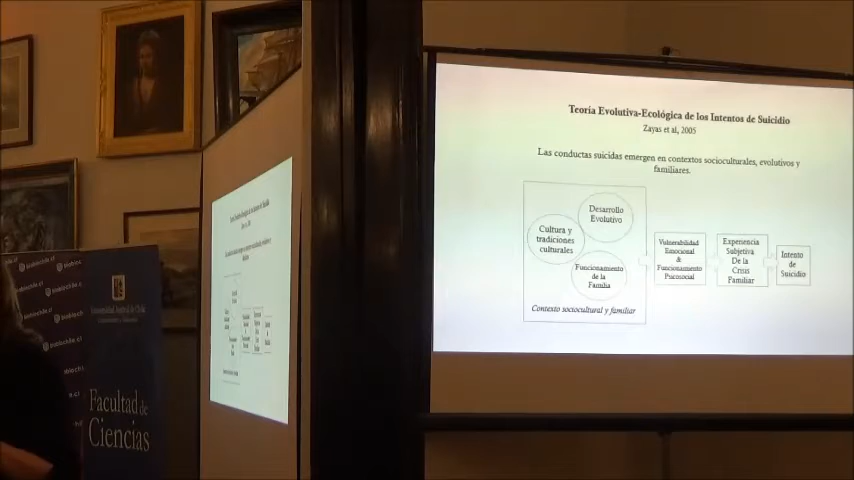 Teoría Evolutiva-Ecológica de los Intentos de Suicidio
Zayas et al, 2005
Las conductas suicidas emergen en contextos socioculturales, evolutivos y
familiares.
Desarrollo
Evolutivo
Cultura y
tradiciones
culturales
Funcionamiento
de la
Familia
Contexto sociocultural y familiar
Vulnerabilidad
Emocional
&
Funcionamiento
Psicosocial
Experiencia
Subjetiva
De la
Crisis
Familiar
Intento
de
Suicidio
Universidad Austral de Chile
Facultad de
Ciencias